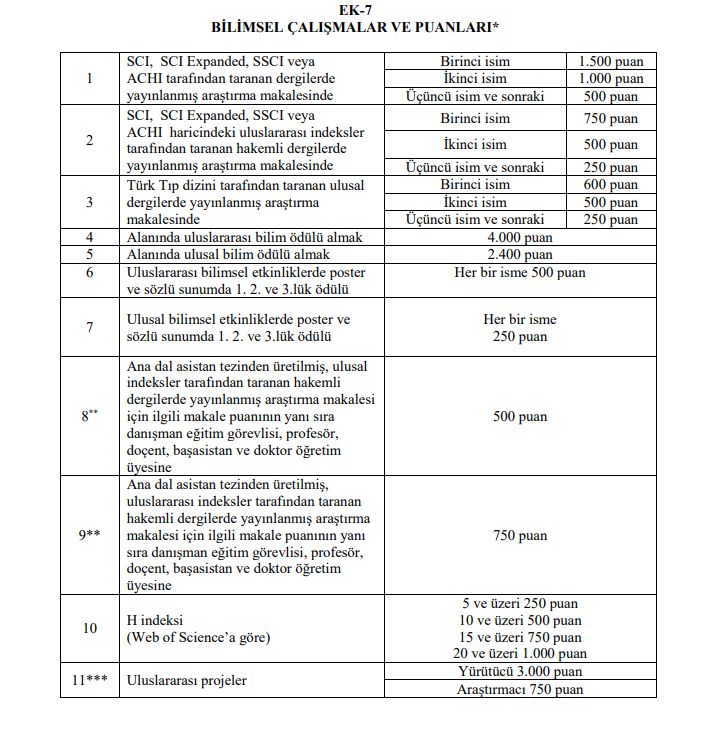 EK-7
BİLİMSEL ÇALIŞMALAR VE PUANLARI*
1
SCI, SCI Expanded, SSCI veya
ACHI tarafından taranan dergilerde
yayınlanmış araştırma makalesinde
Birinci isim
1.500 puan
İkinci isim
1.000 puan
Üçüncü isim ve sonraki
500 puan
2
SCI, SCI Expanded, SSCI veya
ACHI haricindeki uluslararası indeksler
tarafından taranan hakemli dergilerde
yayınlanmış araştırma makalesinde
Birinci isim
750 puan
İkinci isim
500 puan
Üçüncü isim ve sonraki
250 puan
3
Türk Tıp dizini tarafından taranan ulusal
dergilerde yayınlanmış araştırma
makalesinde
Birinci isim
600 puan
İkinci isim
500 puan
Üçüncü isim ve sonraki
250 puan
4
Alanında uluslararası bilim ödülü almak
4.000 puan
5
Alanında ulusal bilim ödülü almak
2.400 puan
6
Uluslararası bilimsel etkinliklerde poster
ve sözlü sunumda 1. 2. ve 3.lük ödülü
Her bir isme 500 puan
7
Ulusal bilimsel etkinliklerde poster ve
sözlü sunumda 1. 2. ve 3.lük ödülü
Her bir isme
250 puan
8**
Ana dal asistan tezinden üretilmiş, ulusal
indeksler tarafından taranan hakemli
dergilerde yayınlanmış araştırma makalesi
için ilgili makale puanının yanı sıra
danışman eğitim görevlisi, profesör,
doçent, başasistan ve doktor öğretim
üyesine
500 puan
9**
Ana dal asistan tezinden üretilmiş,
uluslararası indeksler tarafından taranan
hakemli dergilerde yayınlanmış araştırma
makalesi için ilgili makale puanının yanı
sıra danışman eğitim görevlisi, profesör,
doçent, başasistan ve doktor öğretim
üyesine
750 puan
10
H indeksi
(Web of Science’a göre)
5 ve üzeri 250 puan
10 ve üzeri 500 puan
15 ve üzeri 750 puan
20 ve üzeri 1.000 puan
11***
Uluslararası projeler
Yürütücü 3.000 puan
Araştırmacı 750 puan